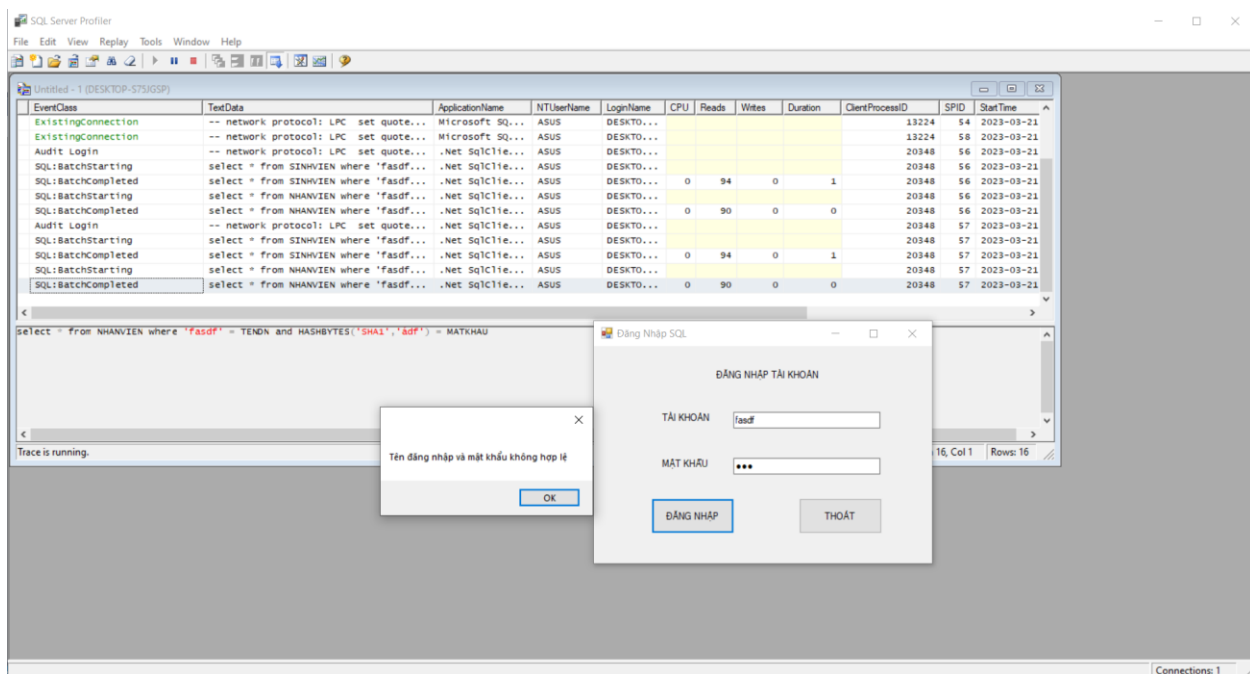 SQL Server Profiler
File Edit View Replay Tools Window Help
Untitled - 1 (DESKTOP-S75JGSP)
EventClass TextData ApplicationName NTUserName LoginName CPU Reads Writes Duration ClientProcessID SPID StartTime
ExistingConnection -- network protocol: LPC set quote... Microsoft SQ... ASUS DESKTO... 13224 54 2023-03-21
ExistingConnection -- network protocol: LPC set quote... Microsoft SQ... ASUS DESKTO... 13224 58 2023-03-21
Audit Login -- network protocol: LPC set quote... .Net SqlClie... ASUS DESKTO... 20348 56 2023-03-21
SQL:BatchStarting select * from SINHVIEN where 'fasdf... .Net SqlClie... ASUS DESKTO... 20348 56 2023-03-21
SQL:BatchCompleted select * from SINHVIEN where 'fasdf... .Net SqlClie... ASUS DESKTO... 0 94 0 1 20348 56 2023-03-21
SQL:BatchStarting select * from NHANVIEN where 'fasdf... .Net SqlClie... ASUS DESKTO... 20348 56 2023-03-21
SQL:BatchCompleted select * from NHANVIEN where 'fasdf... .Net SqlClie... ASUS DESKTO... 0 90 0 0 20348 56 2023-03-21
Audit Login -- network protocol: LPC set quote... .Net SqlClie... ASUS DESKTO... 20348 57 2023-03-21
SQL:BatchStarting select * from SINHVIEN where 'fasdf... .Net SqlClie... ASUS DESKTO... 20348 57 2023-03-21
SQL:BatchCompleted select * from SINHVIEN where 'fasdf... .Net SqlClie... ASUS DESKTO... 0 94 0 1 20348 57 2023-03-21
SQL:BatchStarting select * from NHANVIEN where 'fasdf... .Net SqlClie... ASUS DESKTO... 20348 57 2023-03-21
SQL:BatchCompleted select * from NHANVIEN where 'fasdf... .Net SqlClie... ASUS DESKTO... 0 90 0 0 20348 57 2023-03-21
select * from NHANVIEN where 'fasdf' = TENDN and HASHBYTES('SHA1','adf') = MATKHAU
Đăng Nhập SQL
ĐĂNG NHẬP TÀI KHOẢN
TÀI KHOẢN fasdf
MẬT KHẨU ●●●
ĐĂNG NHẬP THOÁT
Tên đăng nhập và mật khẩu không hợp lệ
OK
Trace is running. 16, Col 1 Rows: 16
Connections: 1